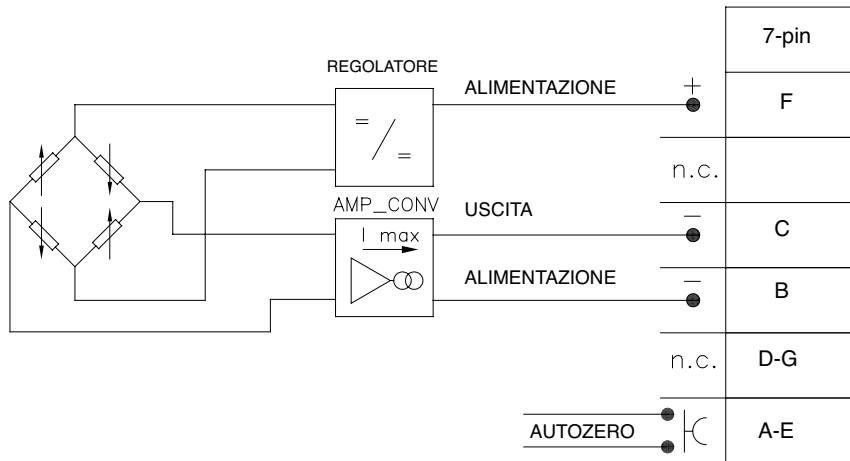 7-pin
REGOLATORE
ALIMENTAZIONE + F
=
/
=
n.c.
AMP_CONV
USCITA – C
I max
ALIMENTAZIONE – B
n.c. D-G
AUTOZERO A-E